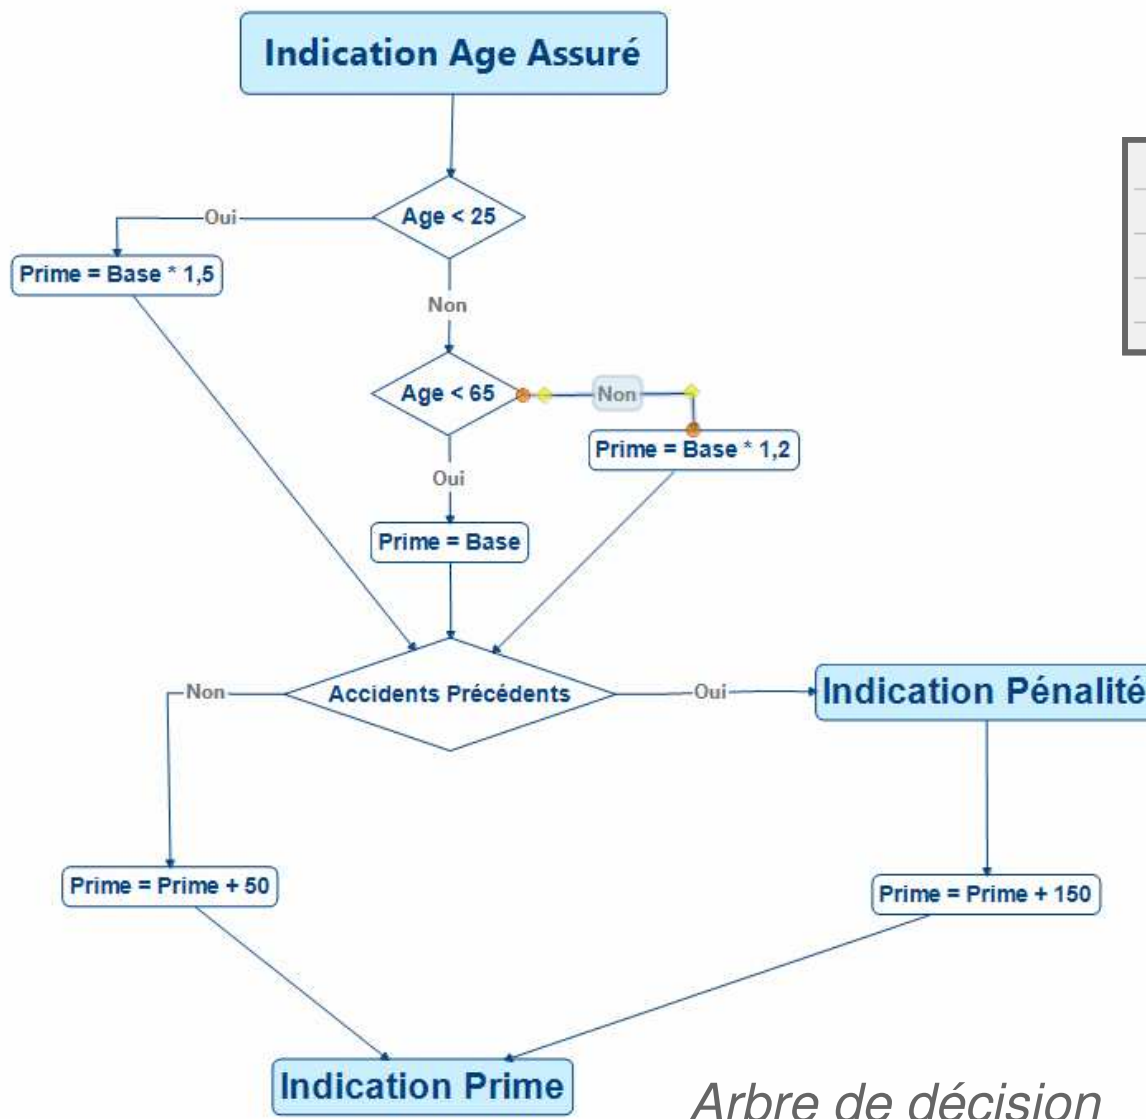 Indication Age Assuré
Age < 25
Oui
Prime = Base * 1,5
Non
Age < 65
Non
Prime = Base * 1,2
Oui
Prime = Base
Accidents Précédents
Non
Oui
Indication Pénalité
Prime = Prime + 50
Prime = Prime + 150
Indication Prime
Arbre de décision